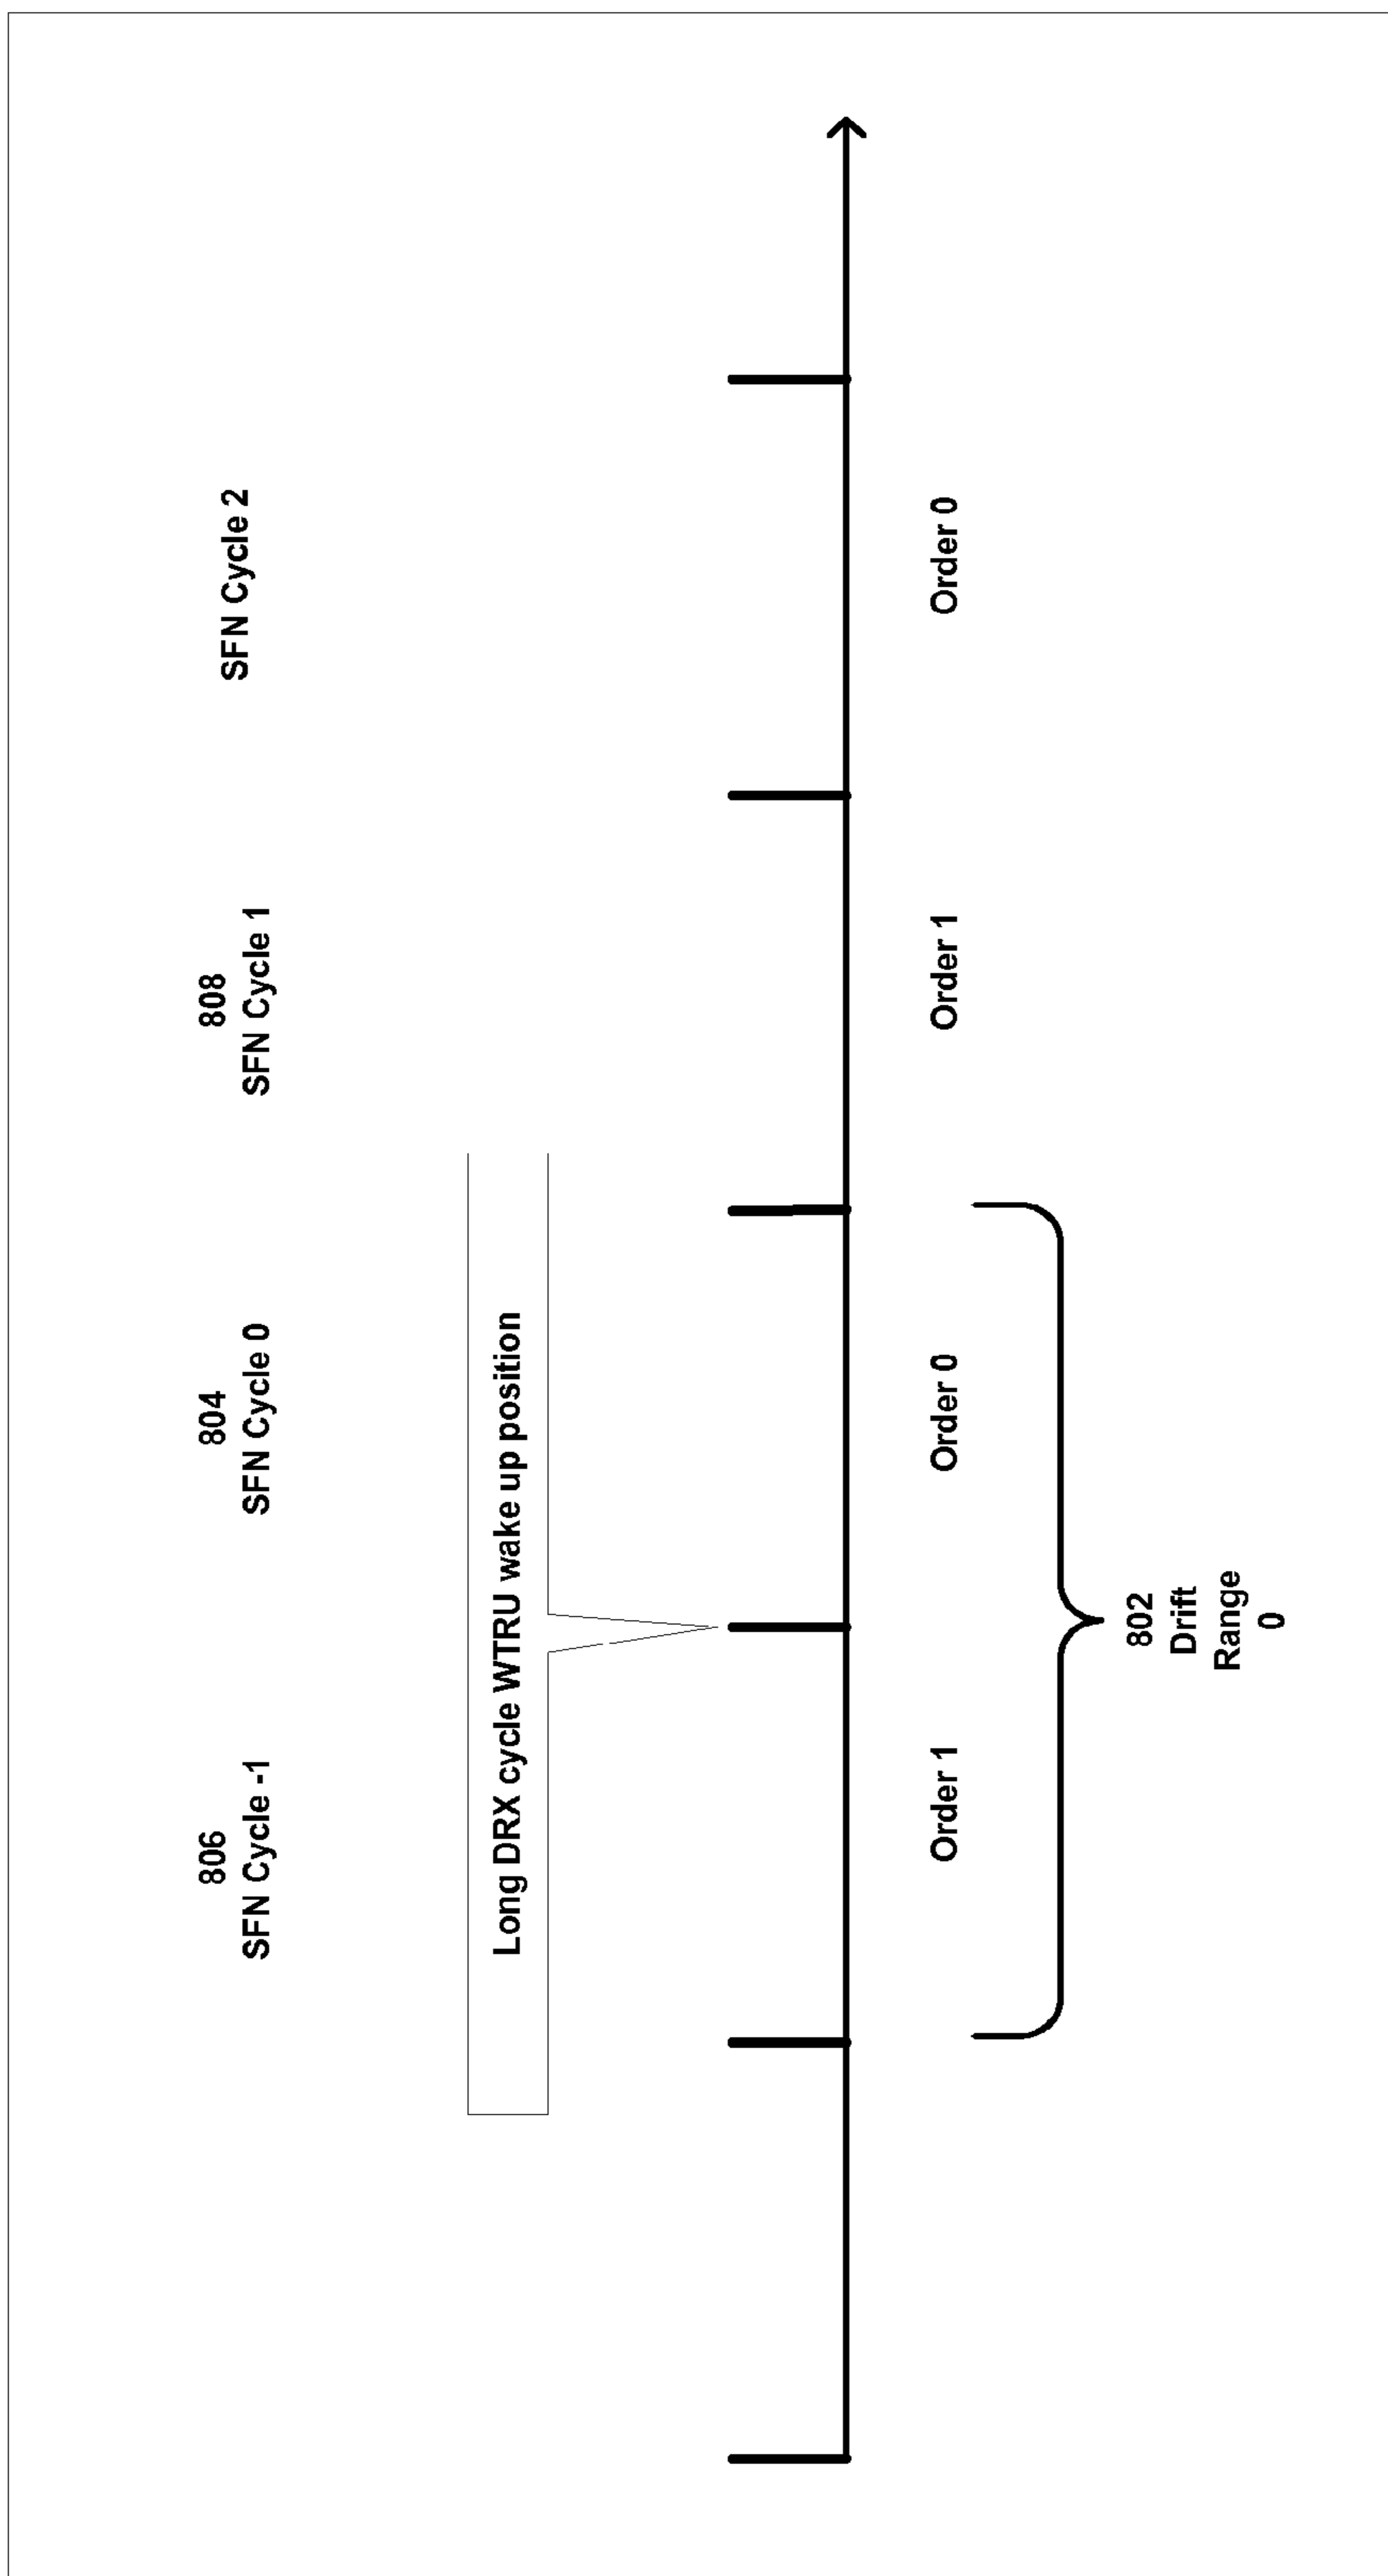 806
SFN Cycle -1
804
SFN Cycle 0
808
SFN Cycle 1
SFN Cycle 2
Long DRX cycle WTRU wake up position
Order 1
Order 0
Order 1
Order 0
802
Drift
Range
0